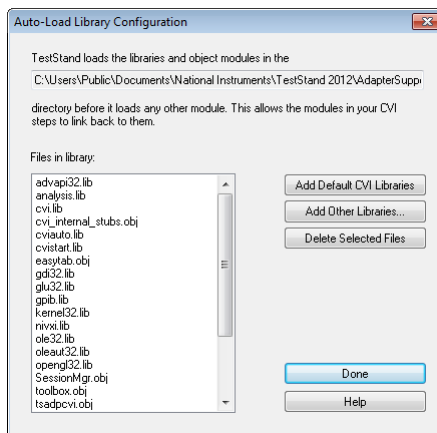 Auto-Load Library Configuration
TestStand loads the libraries and object modules in the
C:\Users\Public\Documents\National Instruments\TestStand 2012\AdapterSupp
directory before it loads any other module. This allows the modules in your CVI
steps to link back to them.
Files in library:
advapi32.lib
analysis.lib
cvi.lib
cvi_internal_stubs.obj
cviauto.lib
cvistart.lib
easytab.obj
gdi32.lib
glu32.lib
gpib.lib
kernel32.lib
nivxi.lib
ole32.lib
oleaut32.lib
opengl32.lib
SessionMgr.obj
toolbox.obj
tsadpcvi.obj
Add Default CVI Libraries
Add Other Libraries...
Delete Selected Files
Done
Help